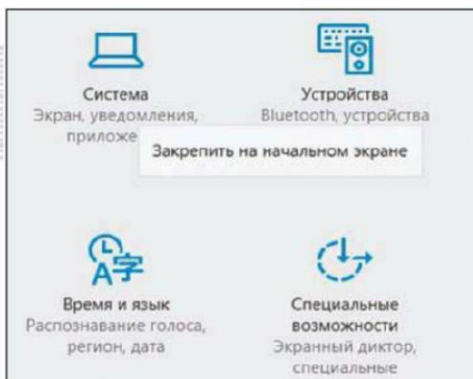 Система
Экран, уведомления,
приложе
Устройства
Bluetooth, устройства
Закрепить на начальном экране
Время и язык
Распознавание голоса,
регион, дата
Специальные
возможности
Экранный диктор,
специальные